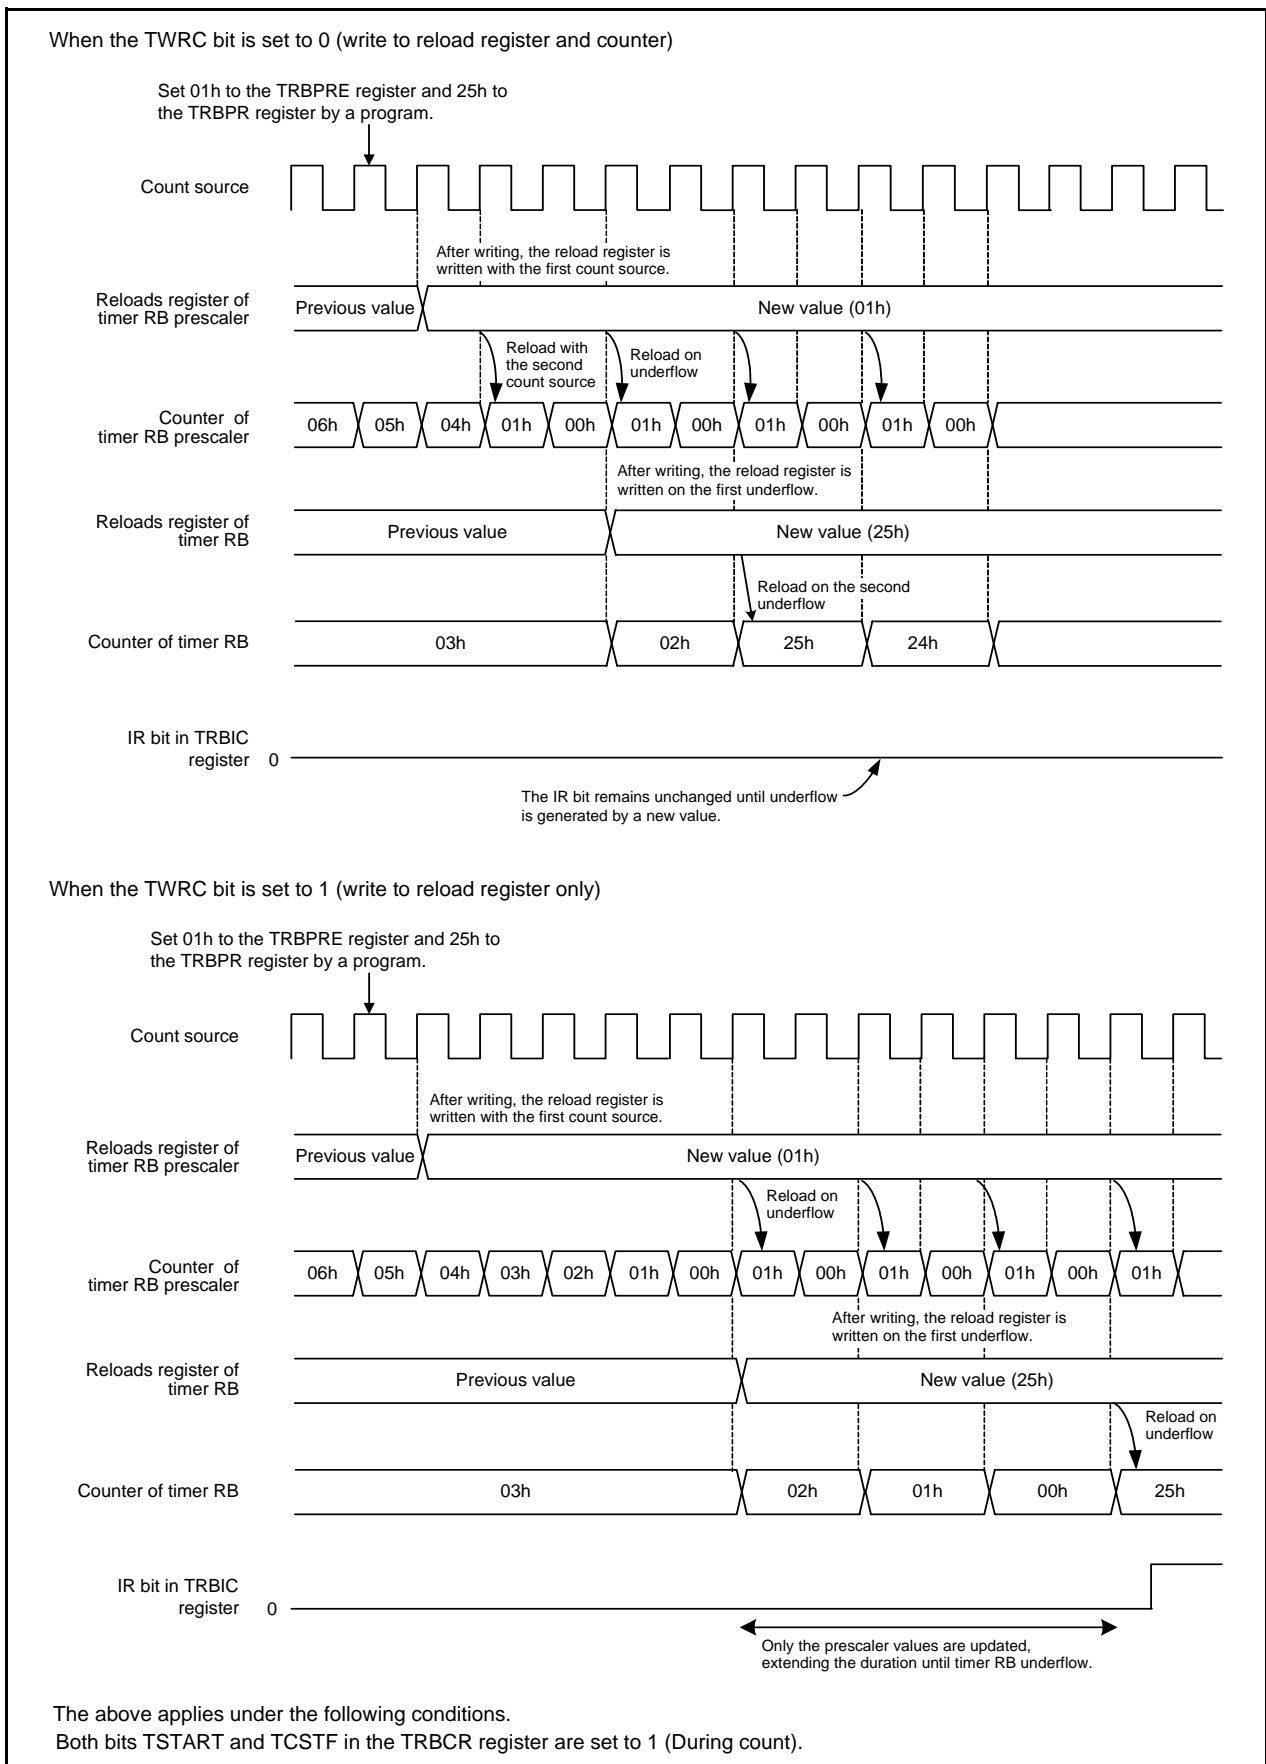 When the TWRC bit is set to 0 (write to reload register and counter)
Set 01h to the TRBPRE register and 25h to
the TRBPR register by a program.
Count source
After writing, the reload register is
written with the first count source.
Reloads register of
timer RB prescaler
Previous value
New value (01h)
Reload with
the second
count source
Reload on
underflow
Counter of
timer RB prescaler
06h 05h 04h 01h 00h 01h 00h 01h 00h 01h 00h
After writing, the reload register is
written on the first underflow.
Reloads register of
timer RB
Previous value
New value (25h)
Reload on the second
underflow
Counter of timer RB
03h 02h 25h 24h
IR bit in TRBIC
register
0
The IR bit remains unchanged until underflow
is generated by a new value.
When the TWRC bit is set to 1 (write to reload register only)
Set 01h to the TRBPRE register and 25h to
the TRBPR register by a program.
Count source
After writing, the reload register is
written with the first count source.
Reloads register of
timer RB prescaler
Previous value
New value (01h)
Reload on
underflow
Counter of
timer RB prescaler
06h 05h 04h 03h 02h 01h 00h 01h 00h 01h 00h 01h 00h 01h
After writing, the reload register is
written on the first underflow.
Reloads register of
timer RB
Previous value
New value (25h)
Reload on
underflow
Counter of timer RB
03h 02h 01h 00h 25h
IR bit in TRBIC
register
0
Only the prescaler values are updated,
extending the duration until timer RB underflow.
The above applies under the following conditions.
Both bits TSTART and TCSTF in the TRBCR register are set to 1 (During count).